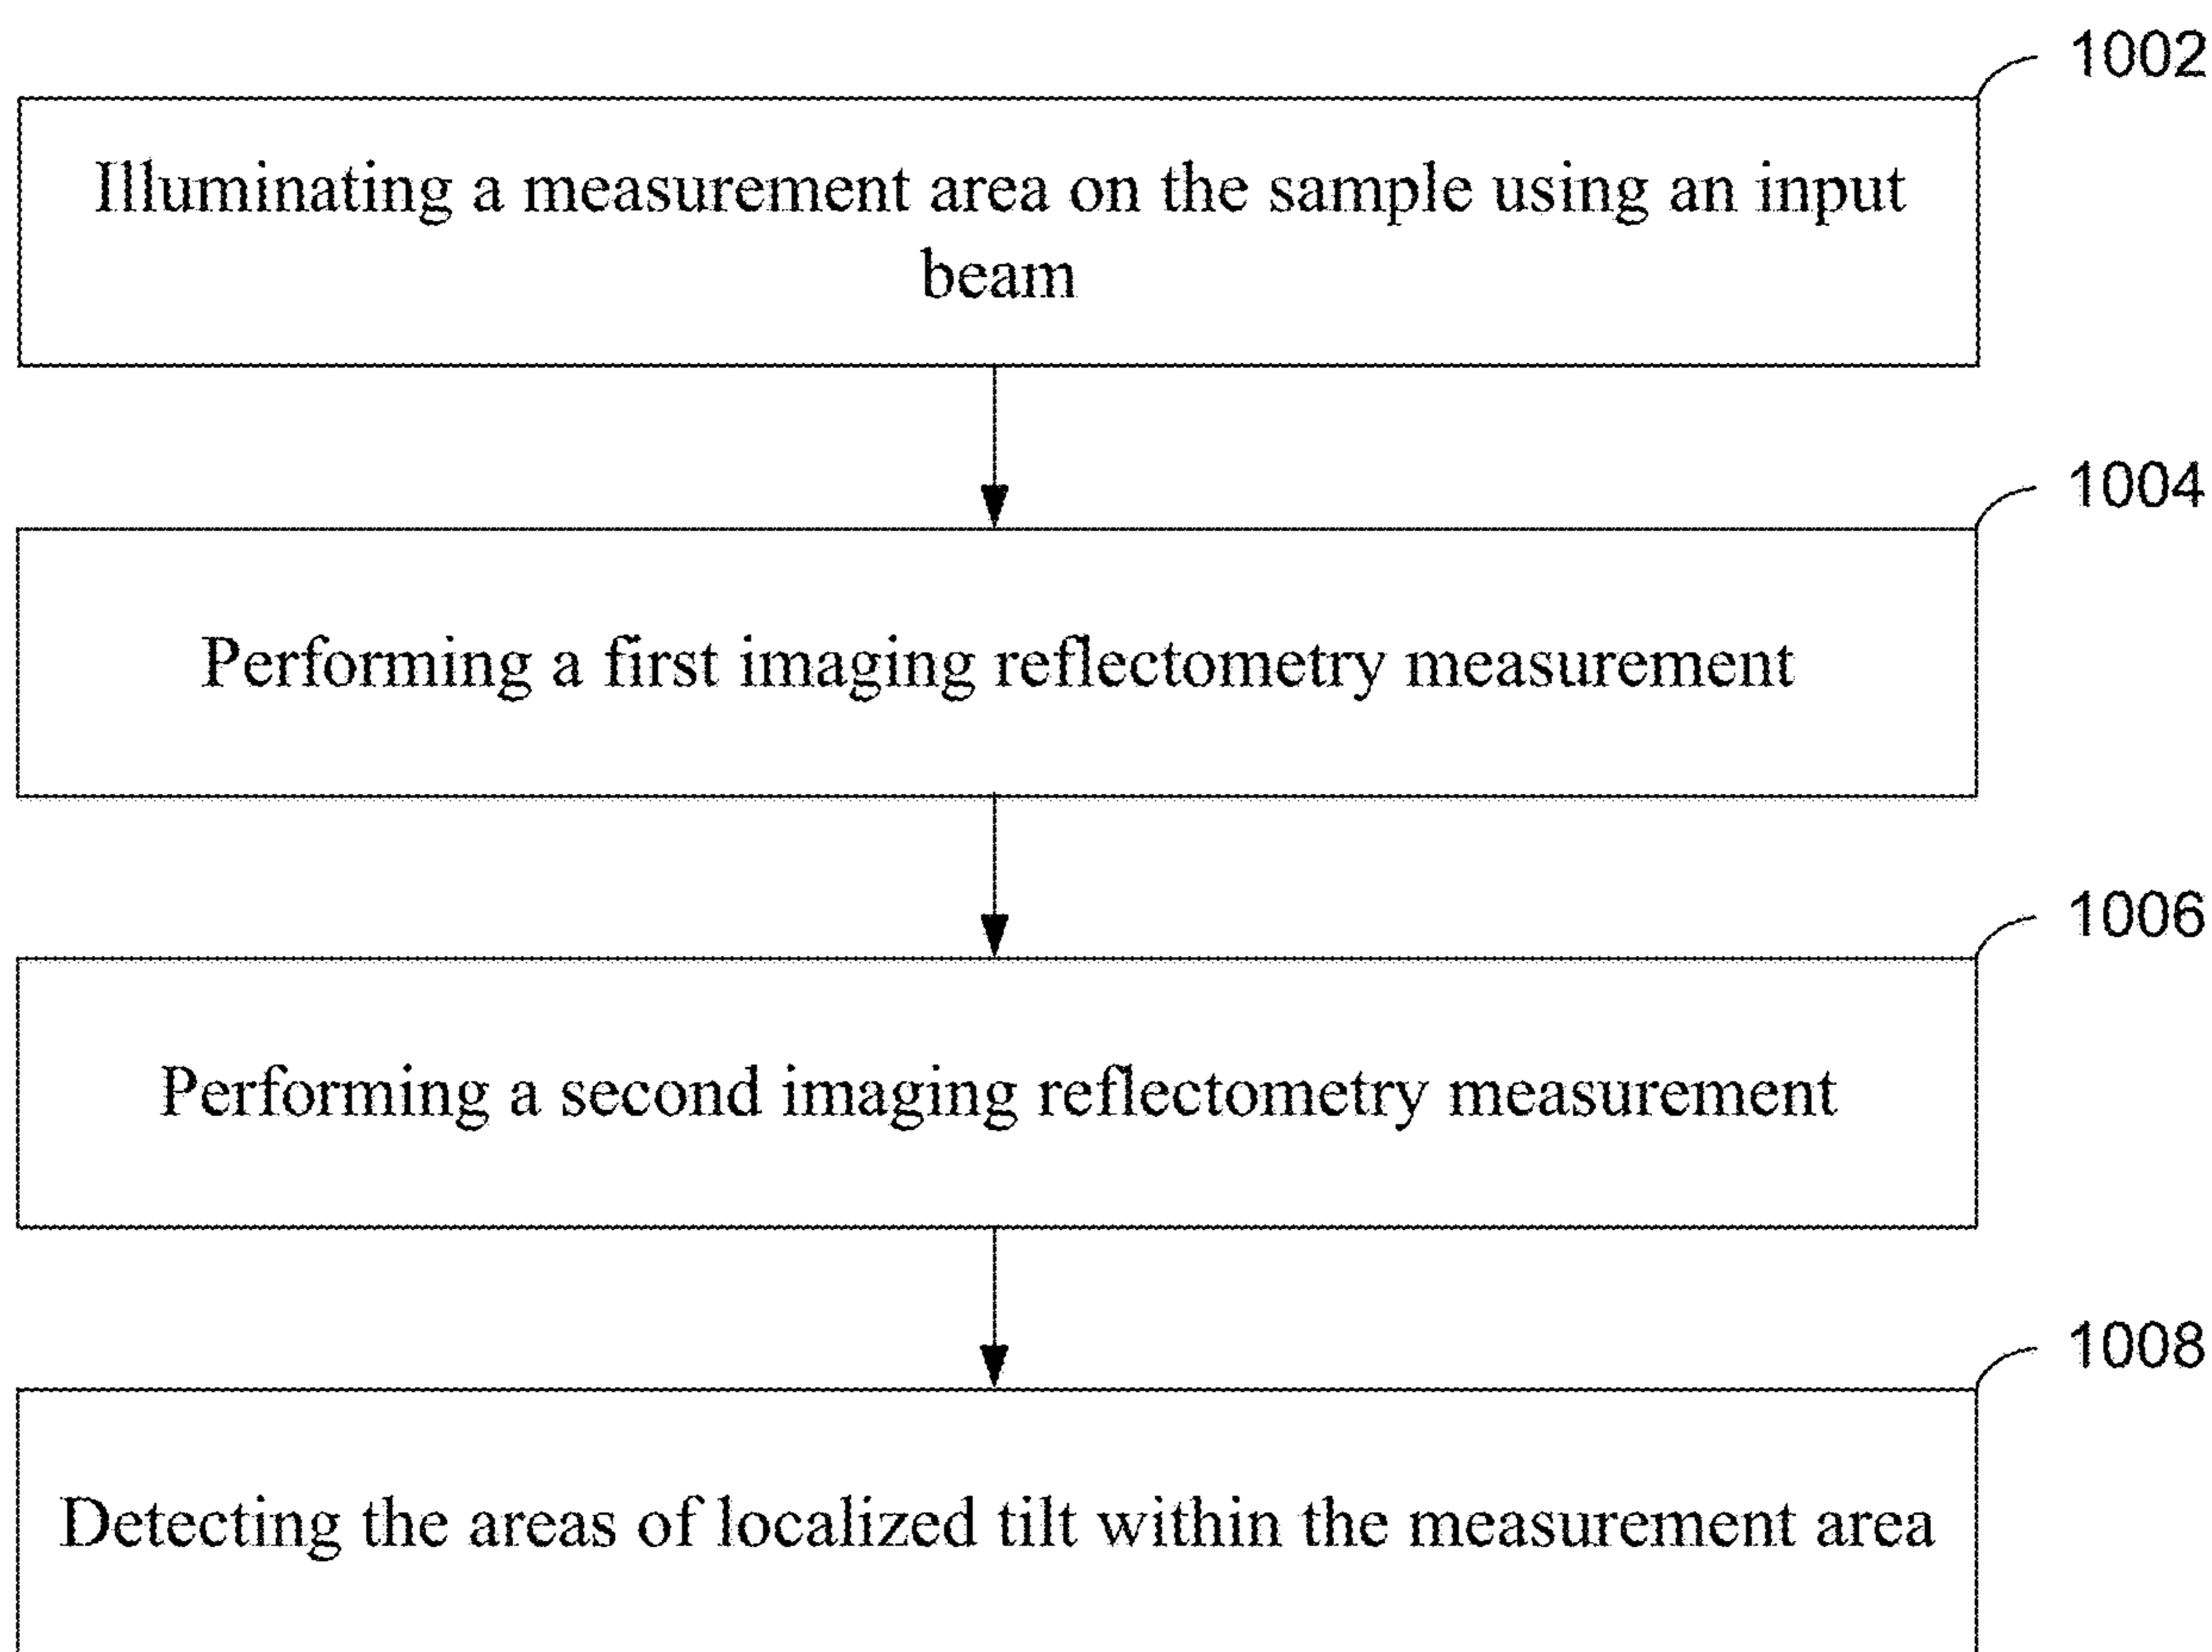 1002
Illuminating a measurement area on the sample using an input
beam
1004
Performing a first imaging reflectometry measurement
1006
Performing a second imaging reflectometry measurement
1008
Detecting the areas of localized tilt within the measurement area